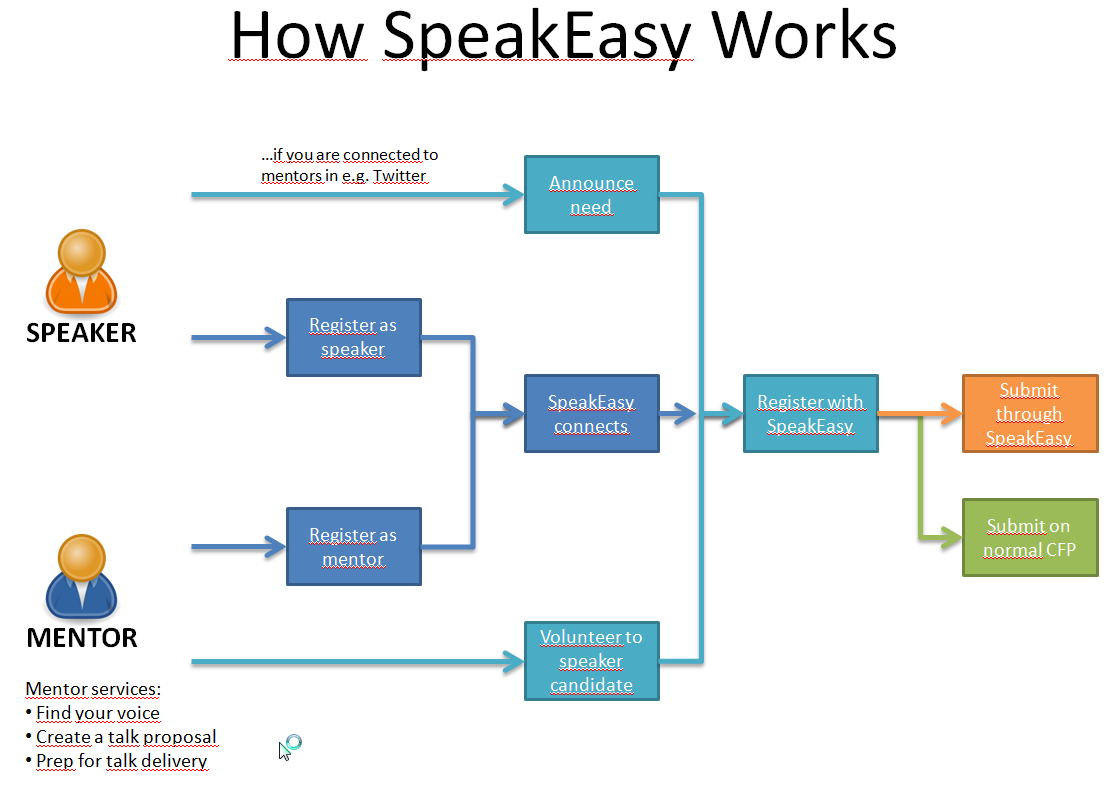 How SpeakEasy Works
...if you are connected to
mentors in e.g. Twitter
Announce
need
SPEAKER
Register as
speaker
SpeakEasy
connects
Register with
SpeakEasy
Submit
through
SpeakEasy
Submit on
normal CFP
Register as
mentor
MENTOR
Volunteer to
speaker
candidate
Mentor services:
• Find your voice
• Create a talk proposal
• Prep for talk delivery